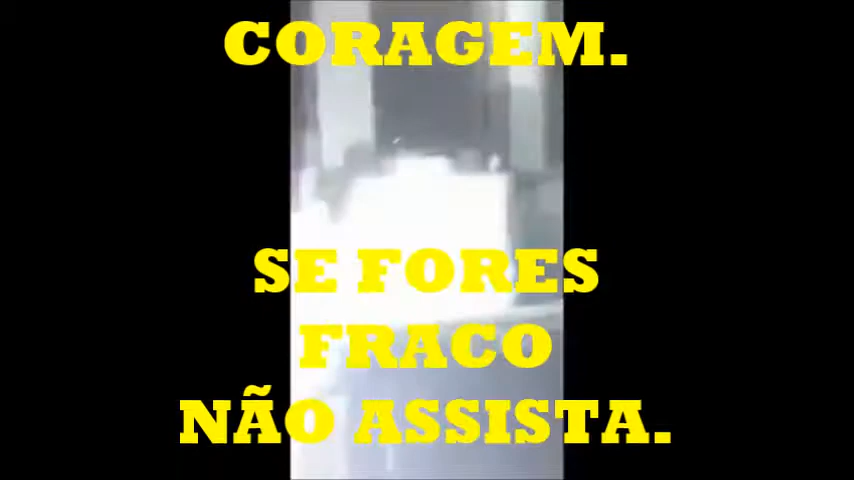 CORAGEM.
SE FORES
FRACO
NÃO ASSISTA.